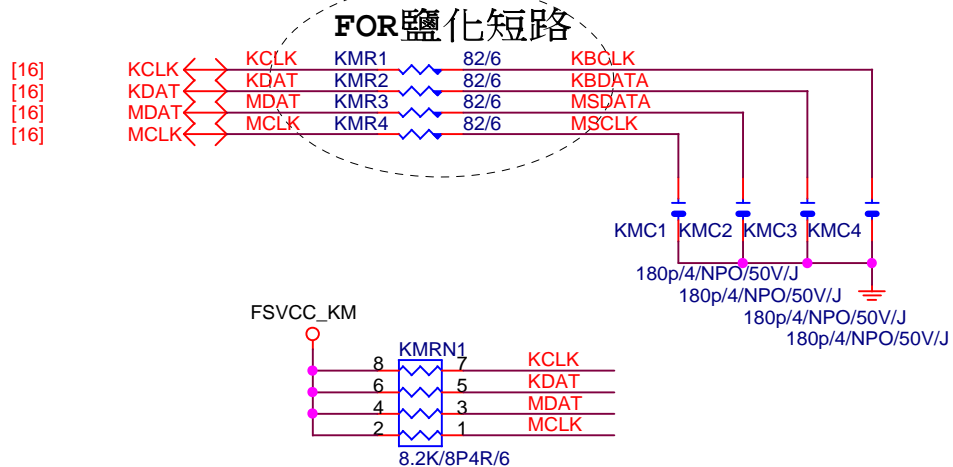 FOR鹽化短路
[16] KCLK KCLK KMR1 82/6 KBCLK
[16] KDAT KDAT KMR2 82/6 KBDATA
[16] MDAT MDAT KMR3 82/6 MSDATA
[16] MCLK MCLK KMR4 82/6 MSCLK
KMC1 KMC2 KMC3 KMC4
180p/4/NPO/50V/J
180p/4/NPO/50V/J
180p/4/NPO/50V/J
180p/4/NPO/50V/J
FSVCC_KM
KMRN1
8 7 KCLK
6 5 KDAT
4 3 MDAT
2 1 MCLK
8.2K/8P4R/6